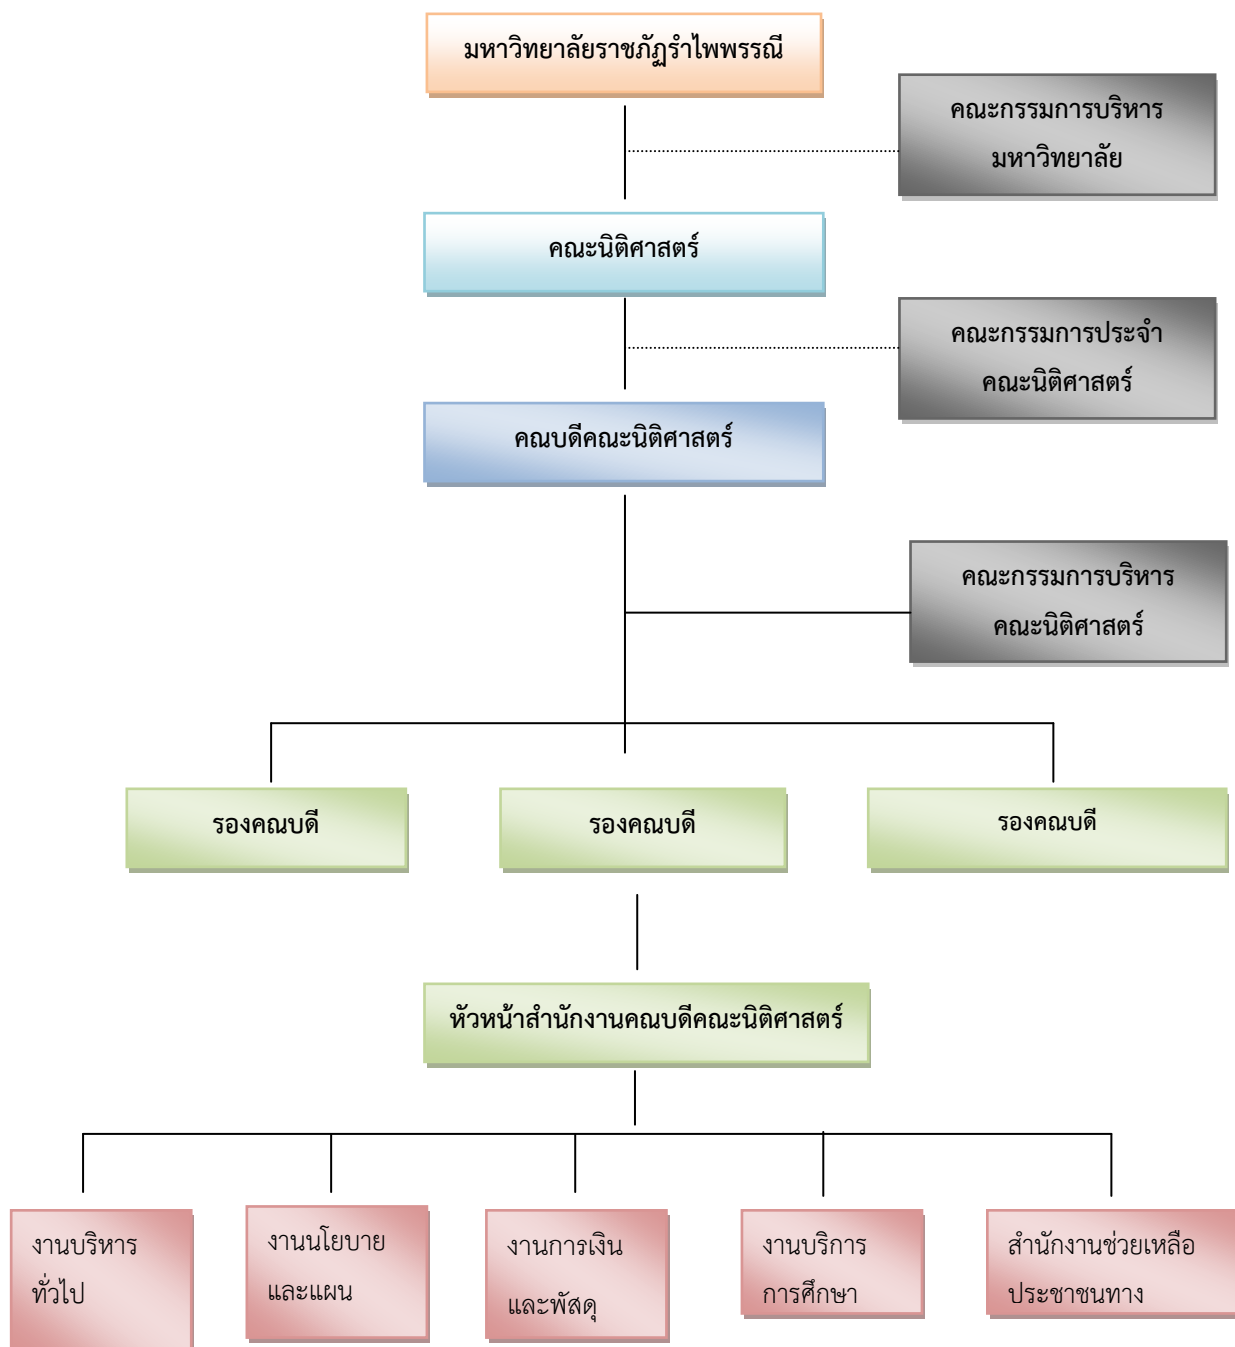 มหาวิทยาลัยราชภัฏรำไพพรรณี
คณะกรรมการบริหาร
มหาวิทยาลัย
คณะนิติศาสตร์
คณะกรรมการประจำ
คณะนิติศาสตร์
คณบดีคณะนิติศาสตร์
คณะกรรมการบริหาร
คณะนิติศาสตร์
รองคณบดี
รองคณบดี
รองคณบดี
หัวหน้าสำนักงานคณบดีคณะนิติศาสตร์
งานบริหาร
ทั่วไป
งานนโยบาย
และแผน
งานการเงิน
และพัสดุ
งานบริการ
การศึกษา
สำนักงานช่วยเหลือ
ประชาชนทาง